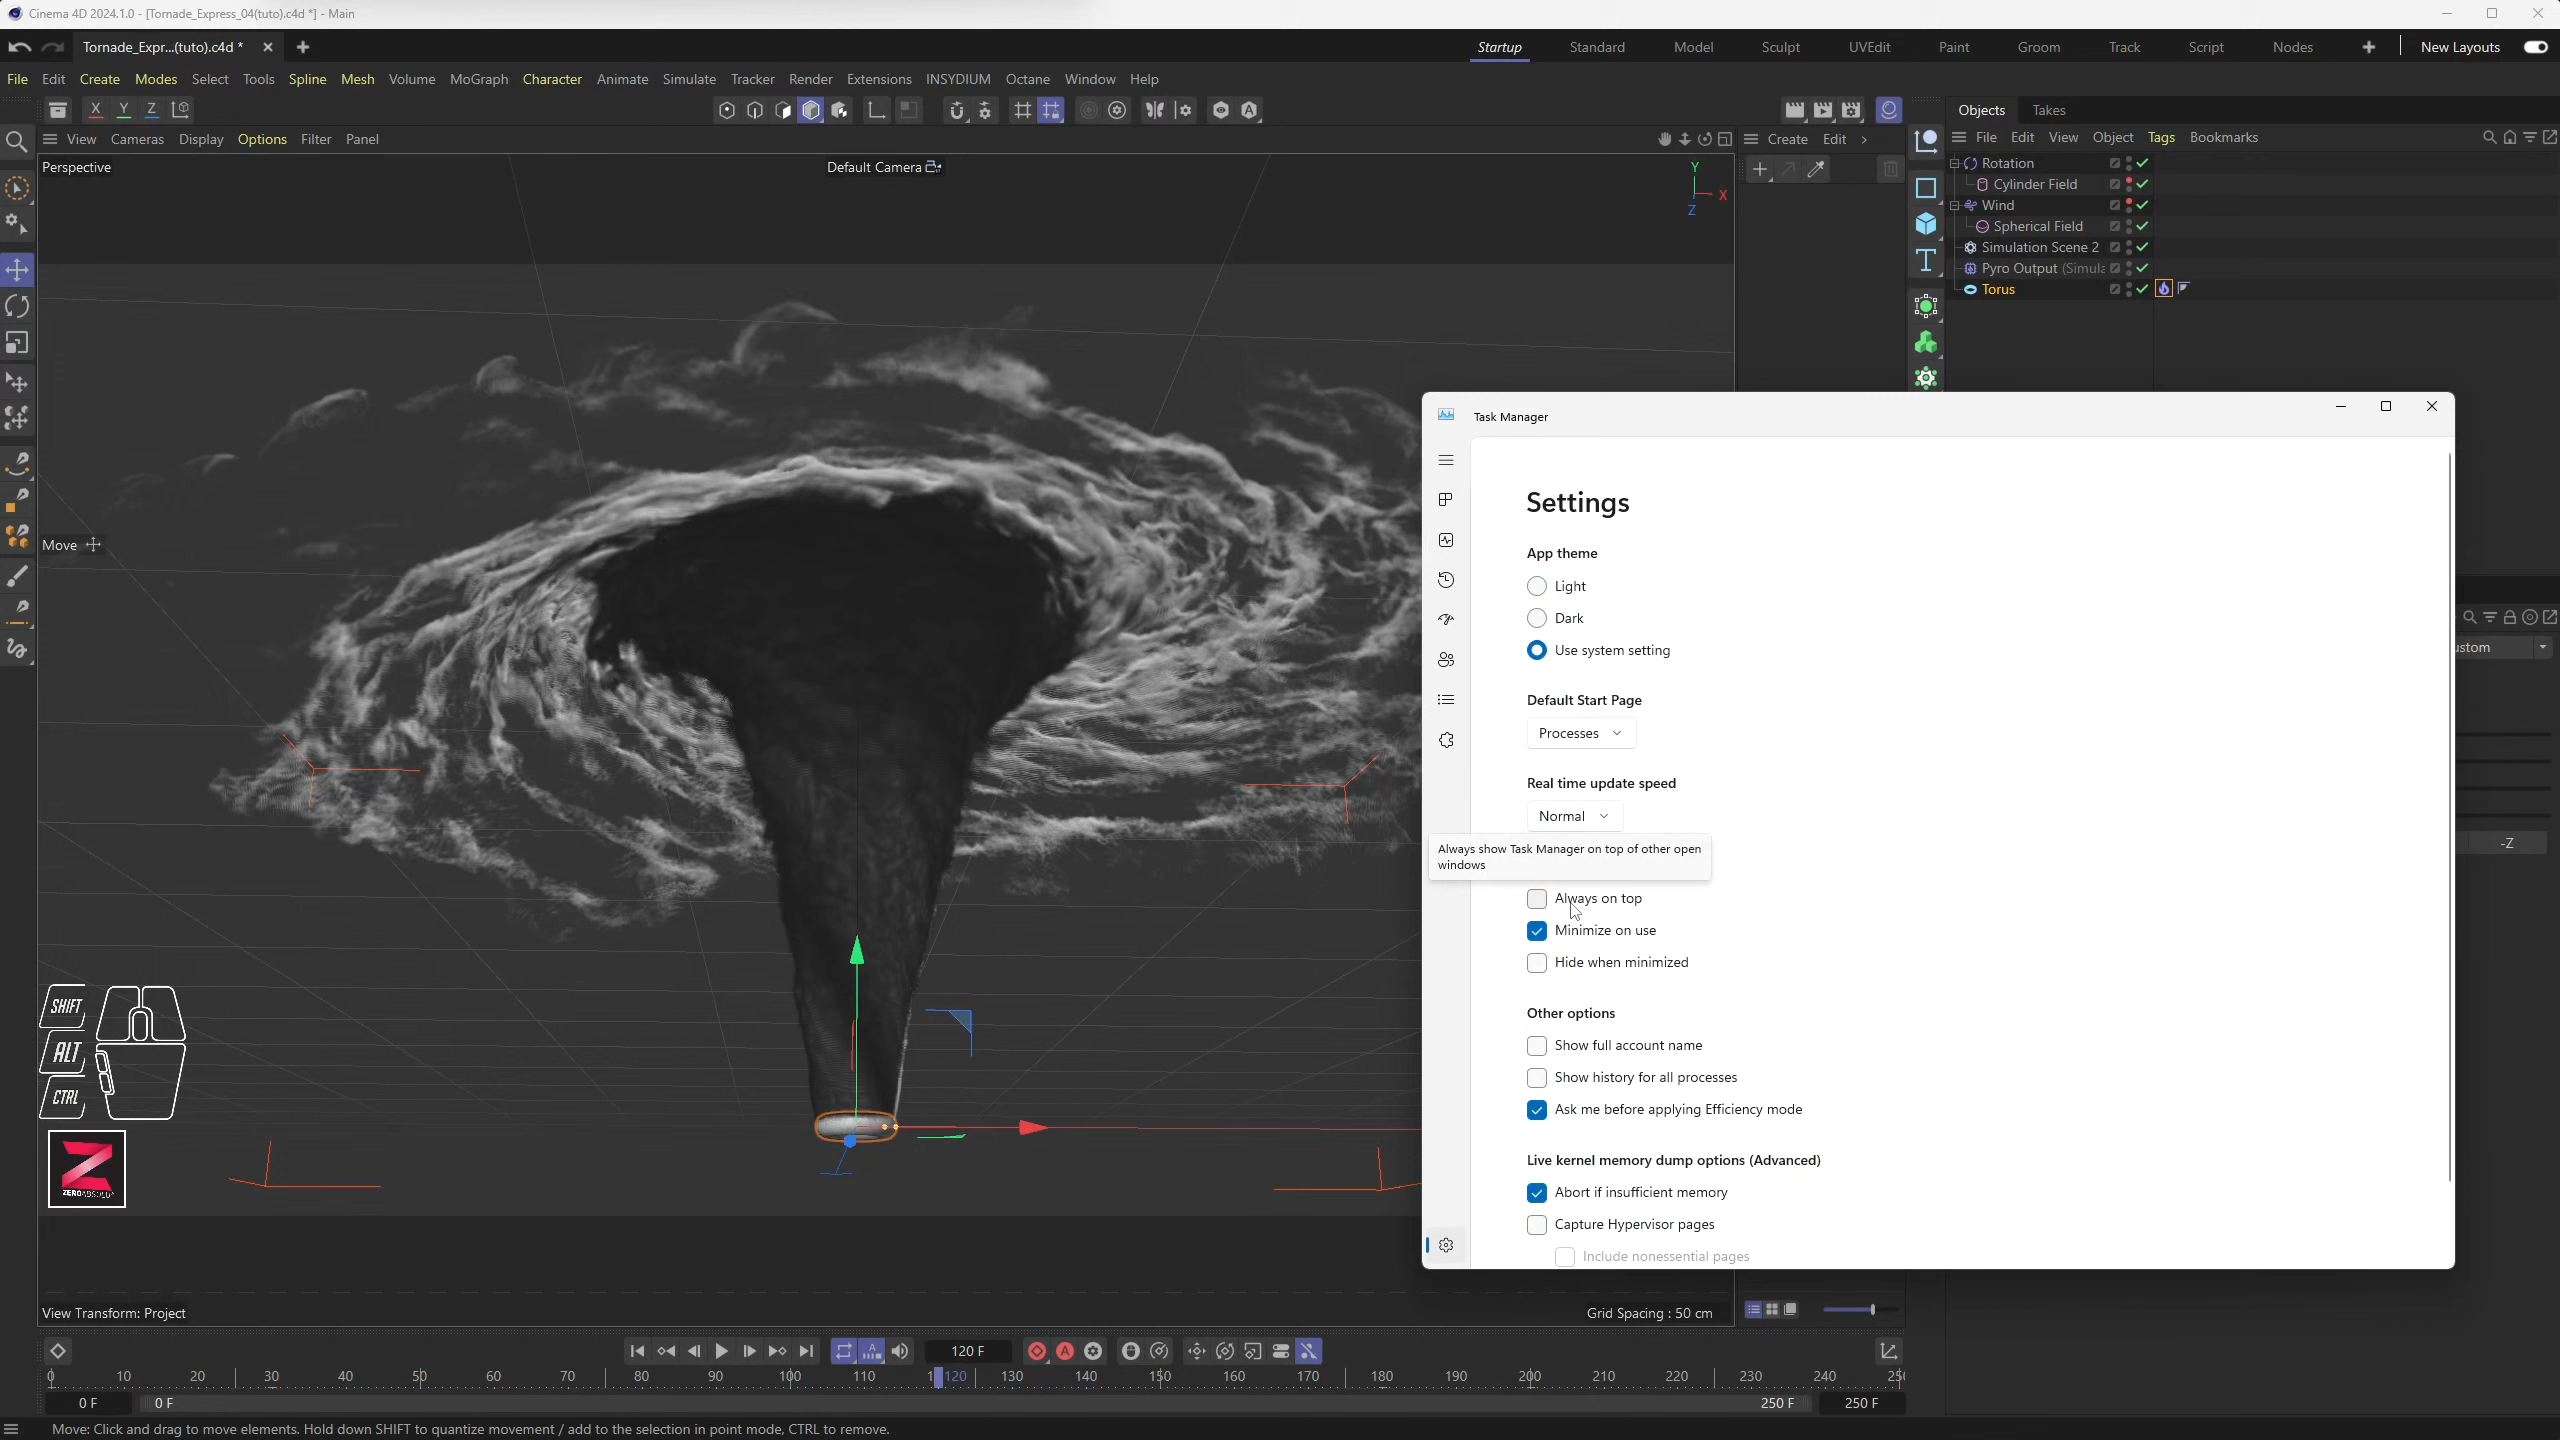 Cinema 4D 2024.1.0 - [Tornade_Express_04(tuto).c4d *] - Main
Tornade_Expr...(tuto).c4d *
Startup Standard Model Sculpt UVEdit Paint Groom Track Script Nodes New Layouts
File Edit Create Modes Select Tools Spline Mesh Volume MoGraph Character Animate Simulate Tracker Render Extensions INSYDIUM Octane Window Help
X Y Z
Objects Takes
View Cameras Display Options Filter Panel
Create Edit
File Edit View Object Tags Bookmarks
Perspective
Default Camera
Y
X
Z
Rotation
Cylinder Field
Wind
Spherical Field
Simulation Scene 2
Pyro Output (Simula
Torus
Move
Task Manager
Settings
App theme
Light
Dark
Use system setting
Default Start Page
Processes
Real time update speed
Normal
Always show Task Manager on top of other open
windows
Always on top
Minimize on use
Hide when minimized
Other options
Show full account name
Show history for all processes
Ask me before applying Efficiency mode
Live kernel memory dump options (Advanced)
Abort if insufficient memory
Capture Hypervisor pages
Include nonessential pages
ustom
-Z
SHIFT
ALT
CTRL
ZEROABSOLU
View Transform: Project
Grid Spacing : 50 cm
120 F
0 10 20 30 40 50 60 70 80 90 100 110 120 130 140 150 160 170 180 190 200 210 220 230 240 25
0 F 0 F 250 F 250 F
Move: Click and drag to move elements. Hold down SHIFT to quantize movement / add to the selection in point mode, CTRL to remove.